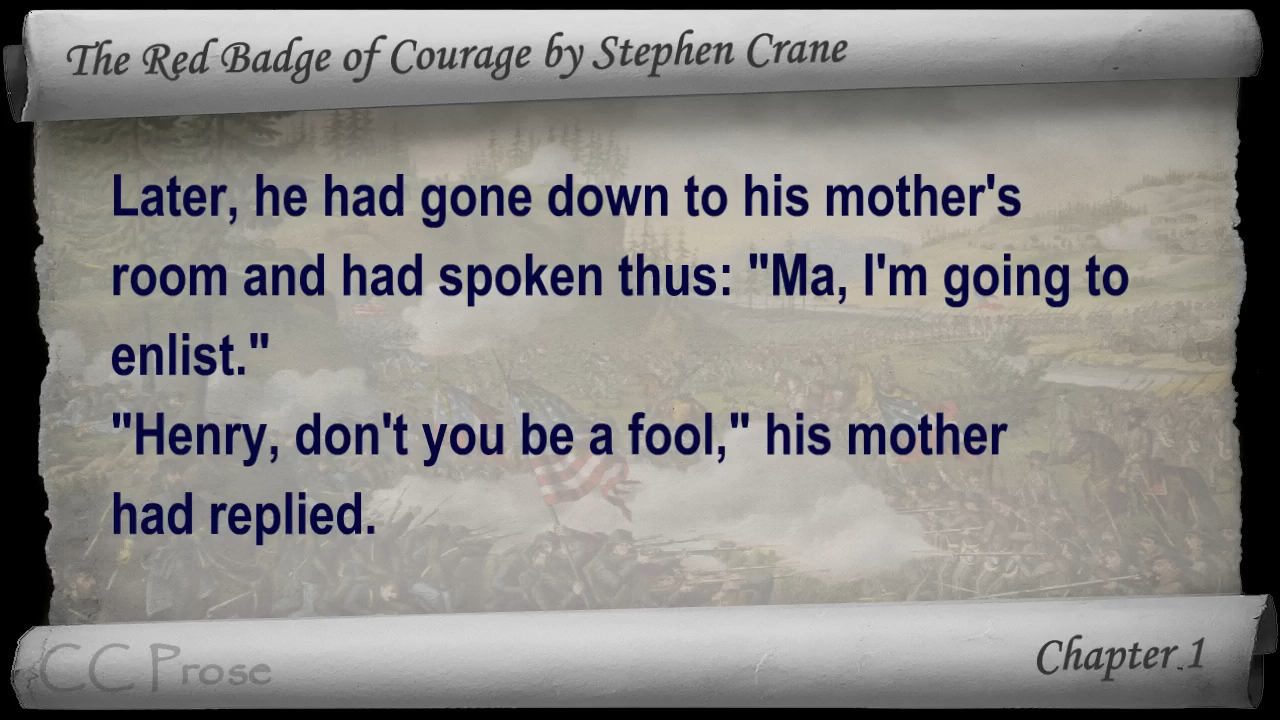 The Red Badge of Courage by Stephen Crane
Later, he had gone down to his mother's
room and had spoken thus: "Ma, I'm going to
enlist."
"Henry, don't you be a fool," his mother
had replied.
CC Prose
Chapter 1